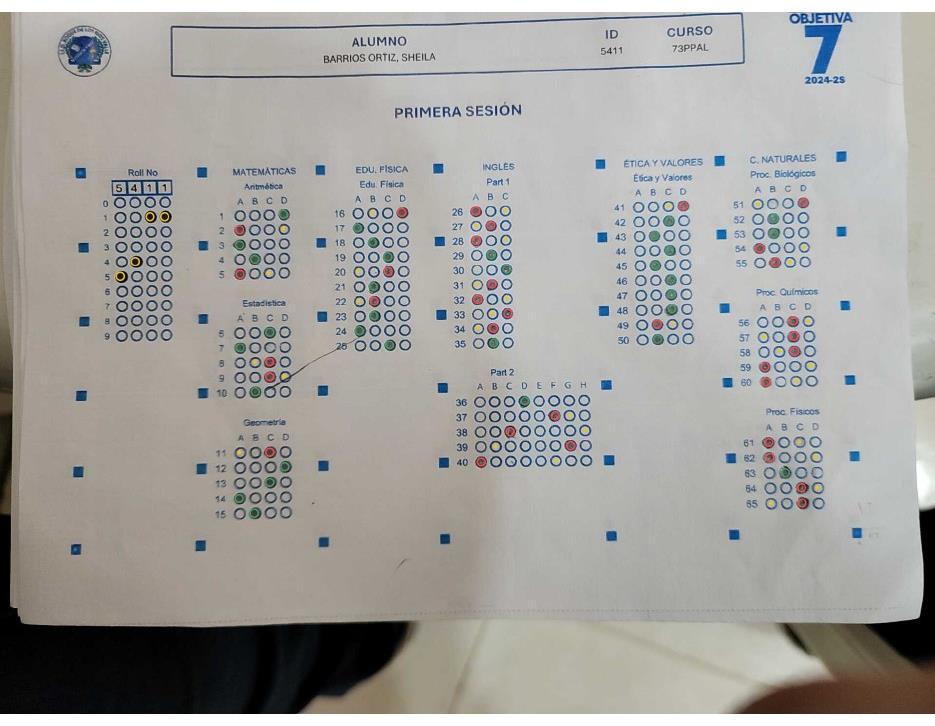 OBJETIVA
7
2024-25
ALUMNO
BARRIOS ORTIZ, SHEILA
ID
5411
CURSO
73PPAL
PRIMERA SESIÓN
Roll No
5 4 1 1
0
1
2
3
4
5
6
7
8
9
MATEMÁTICAS
Aritmética
A B C D
1
2
3
4
5
Estadística
A B C D
6
7
8
9
10
Geometría
A B C D
11
12
13
14
15
EDU. FÍSICA
Edu. Física
A B C D
16
17
18
19
20
21
22
23
24
25
INGLÉS
Part 1
A B C
26
27
28
29
30
31
32
33
34
35
Part 2
A B C D E F G H
36
37
38
39
40
ÉTICA Y VALORES
Ética y Valores
A B C D
41
42
43
44
45
46
47
48
49
50
C. NATURALES
Proc. Biológicos
A B C D
51
52
53
54
55
Proc. Químicos
A B C D
56
57
58
59
60
Proc. Físicos
A B C D
61
62
63
64
65